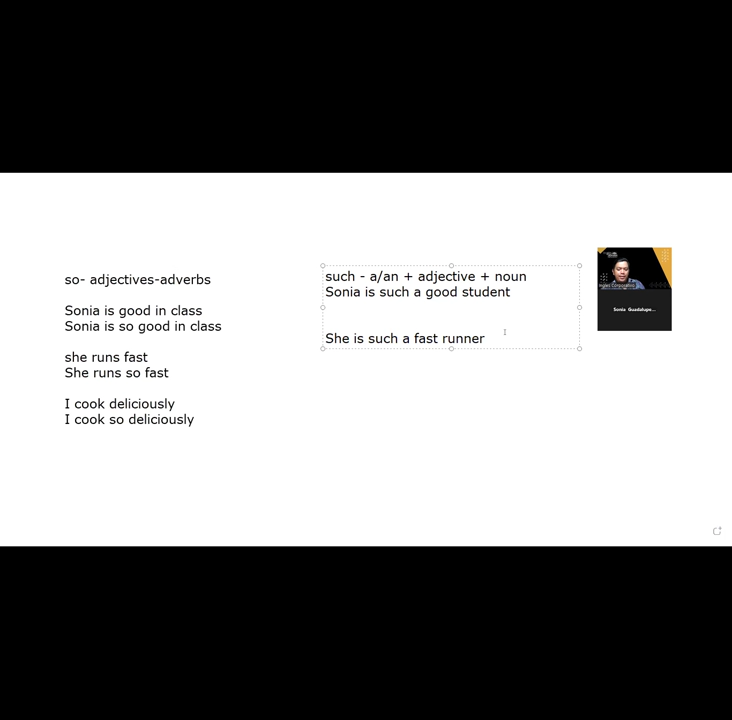 so- adjectives-adverbs
Sonia is good in class
Sonia is so good in class
she runs fast
She runs so fast
I cook deliciously
I cook so deliciously
such - a/an + adjective + noun
Sonia is such a good student
She is such a fast runner
Sonia Guadalupe...